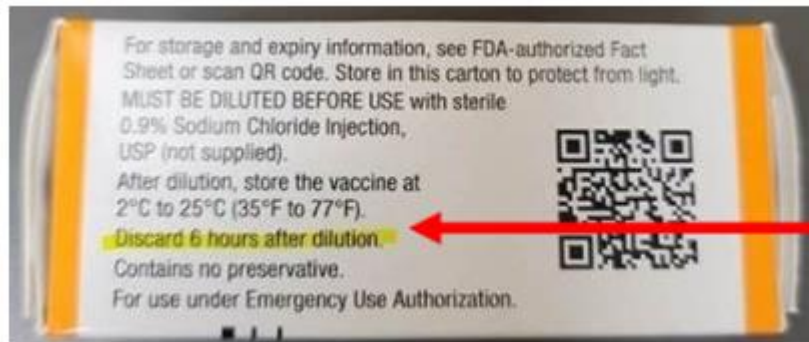 For storage and expiry information, see FDA-authorized Fact
Sheet or scan QR code. Store in this carton to protect from light.
MUST BE DILUTED BEFORE USE with sterile
0.9% Sodium Chloride Injection,
USP (not supplied).
After dilution, store the vaccine at
2°C to 25°C (35°F to 77°F).
Discard 6 hours after dilution.
Contains no preservative.
For use under Emergency Use Authorization.